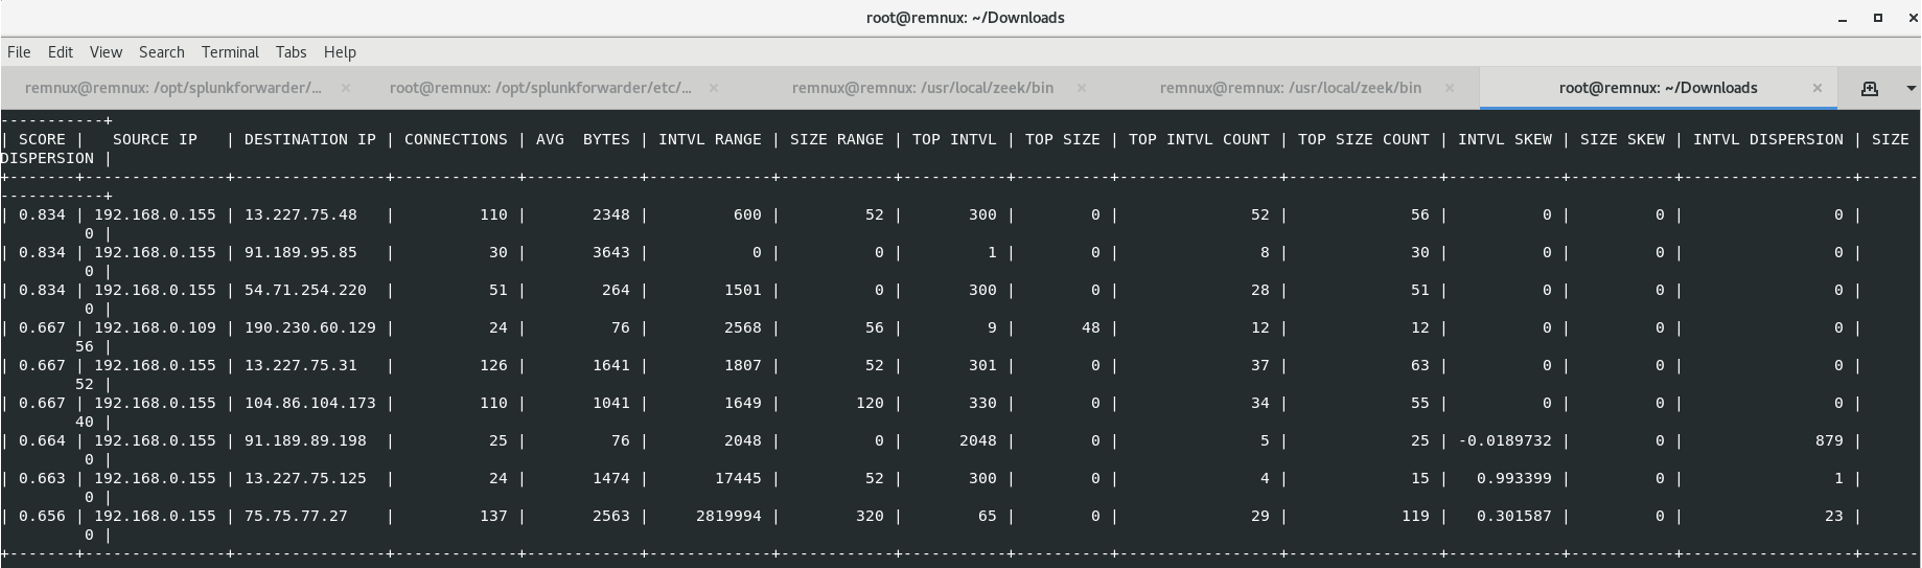 root@remnux: ~/Downloads
File Edit View Search Terminal Tabs Help
remnux@remnux: /opt/splunkforwarder/... × root@remnux: /opt/splunkforwarder/etc/... × remnux@remnux: /usr/local/zeek/bin × remnux@remnux: /usr/local/zeek/bin × root@remnux: ~/Downloads ×
-----------+
| SCORE | SOURCE IP | DESTINATION IP | CONNECTIONS | AVG BYTES | INTVL RANGE | SIZE RANGE | TOP INTVL | TOP SIZE | TOP INTVL COUNT | TOP SIZE COUNT | INTVL SKEW | SIZE SKEW | INTVL DISPERSION | SIZE
DISPERSION |
+-------+---------------+----------------+-------------+-----------+-------------+------------+-----------+----------+-----------------+----------------+------------+-----------+------------------+------
-----------+
| 0.834 | 192.168.0.155 | 13.227.75.48 | 110 | 2348 | 600 | 52 | 300 | 0 | 52 | 56 | 0 | 0 | 0 |
0 |
| 0.834 | 192.168.0.155 | 91.189.95.85 | 30 | 3643 | 0 | 0 | 1 | 0 | 8 | 30 | 0 | 0 | 0 |
0 |
| 0.834 | 192.168.0.155 | 54.71.254.220 | 51 | 264 | 1501 | 0 | 300 | 0 | 28 | 51 | 0 | 0 | 0 |
0 |
| 0.667 | 192.168.0.109 | 190.230.60.129 | 24 | 76 | 2568 | 56 | 9 | 48 | 12 | 12 | 0 | 0 | 0 |
56 |
| 0.667 | 192.168.0.155 | 13.227.75.31 | 126 | 1641 | 1807 | 52 | 301 | 0 | 37 | 63 | 0 | 0 | 0 |
52 |
| 0.667 | 192.168.0.155 | 104.86.104.173 | 110 | 1041 | 1649 | 120 | 330 | 0 | 34 | 55 | 0 | 0 | 0 |
40 |
| 0.664 | 192.168.0.155 | 91.189.89.198 | 25 | 76 | 2048 | 0 | 2048 | 0 | 5 | 25 | -0.0189732 | 0 | 879 |
0 |
| 0.663 | 192.168.0.155 | 13.227.75.125 | 24 | 1474 | 17445 | 52 | 300 | 0 | 4 | 15 | 0.993399 | 0 | 1 |
0 |
| 0.656 | 192.168.0.155 | 75.75.77.27 | 137 | 2563 | 2819994 | 320 | 65 | 0 | 29 | 119 | 0.301587 | 0 | 23 |
0 |
+-------+---------------+----------------+-------------+-----------+-------------+------------+-----------+----------+-----------------+----------------+------------+-----------+------------------+------